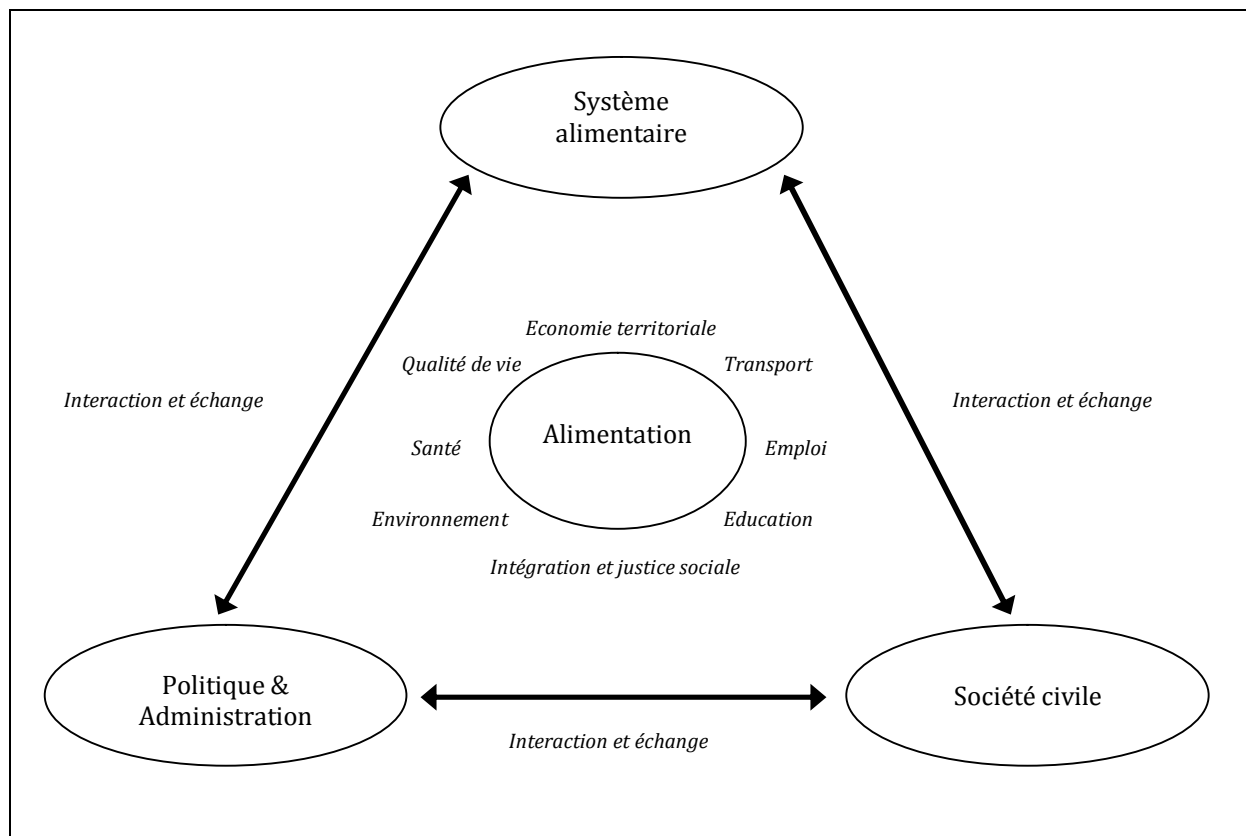 Système
alimentaire
Economie territoriale
Qualité de vie
Transport
Interaction et échange
Interaction et échange
Alimentation
Santé
Emploi
Environnement
Education
Intégration et justice sociale
Politique &
Administration
Société civile
Interaction et échange